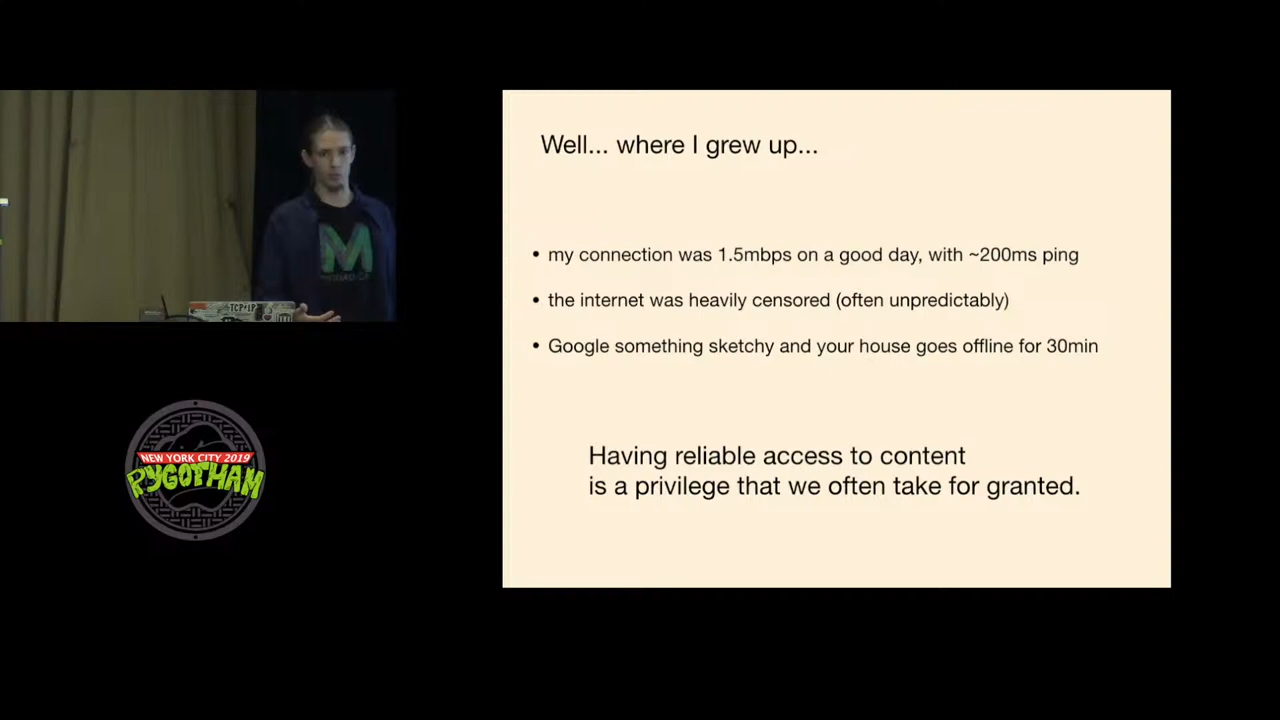 Well... where I grew up...
• my connection was 1.5mbps on a good day, with ~200ms ping
• the internet was heavily censored (often unpredictably)
• Google something sketchy and your house goes offline for 30min
Having reliable access to content
is a privilege that we often take for granted.
M
TCP/IP
NEW YORK CITY 2019
PYGOTHAM